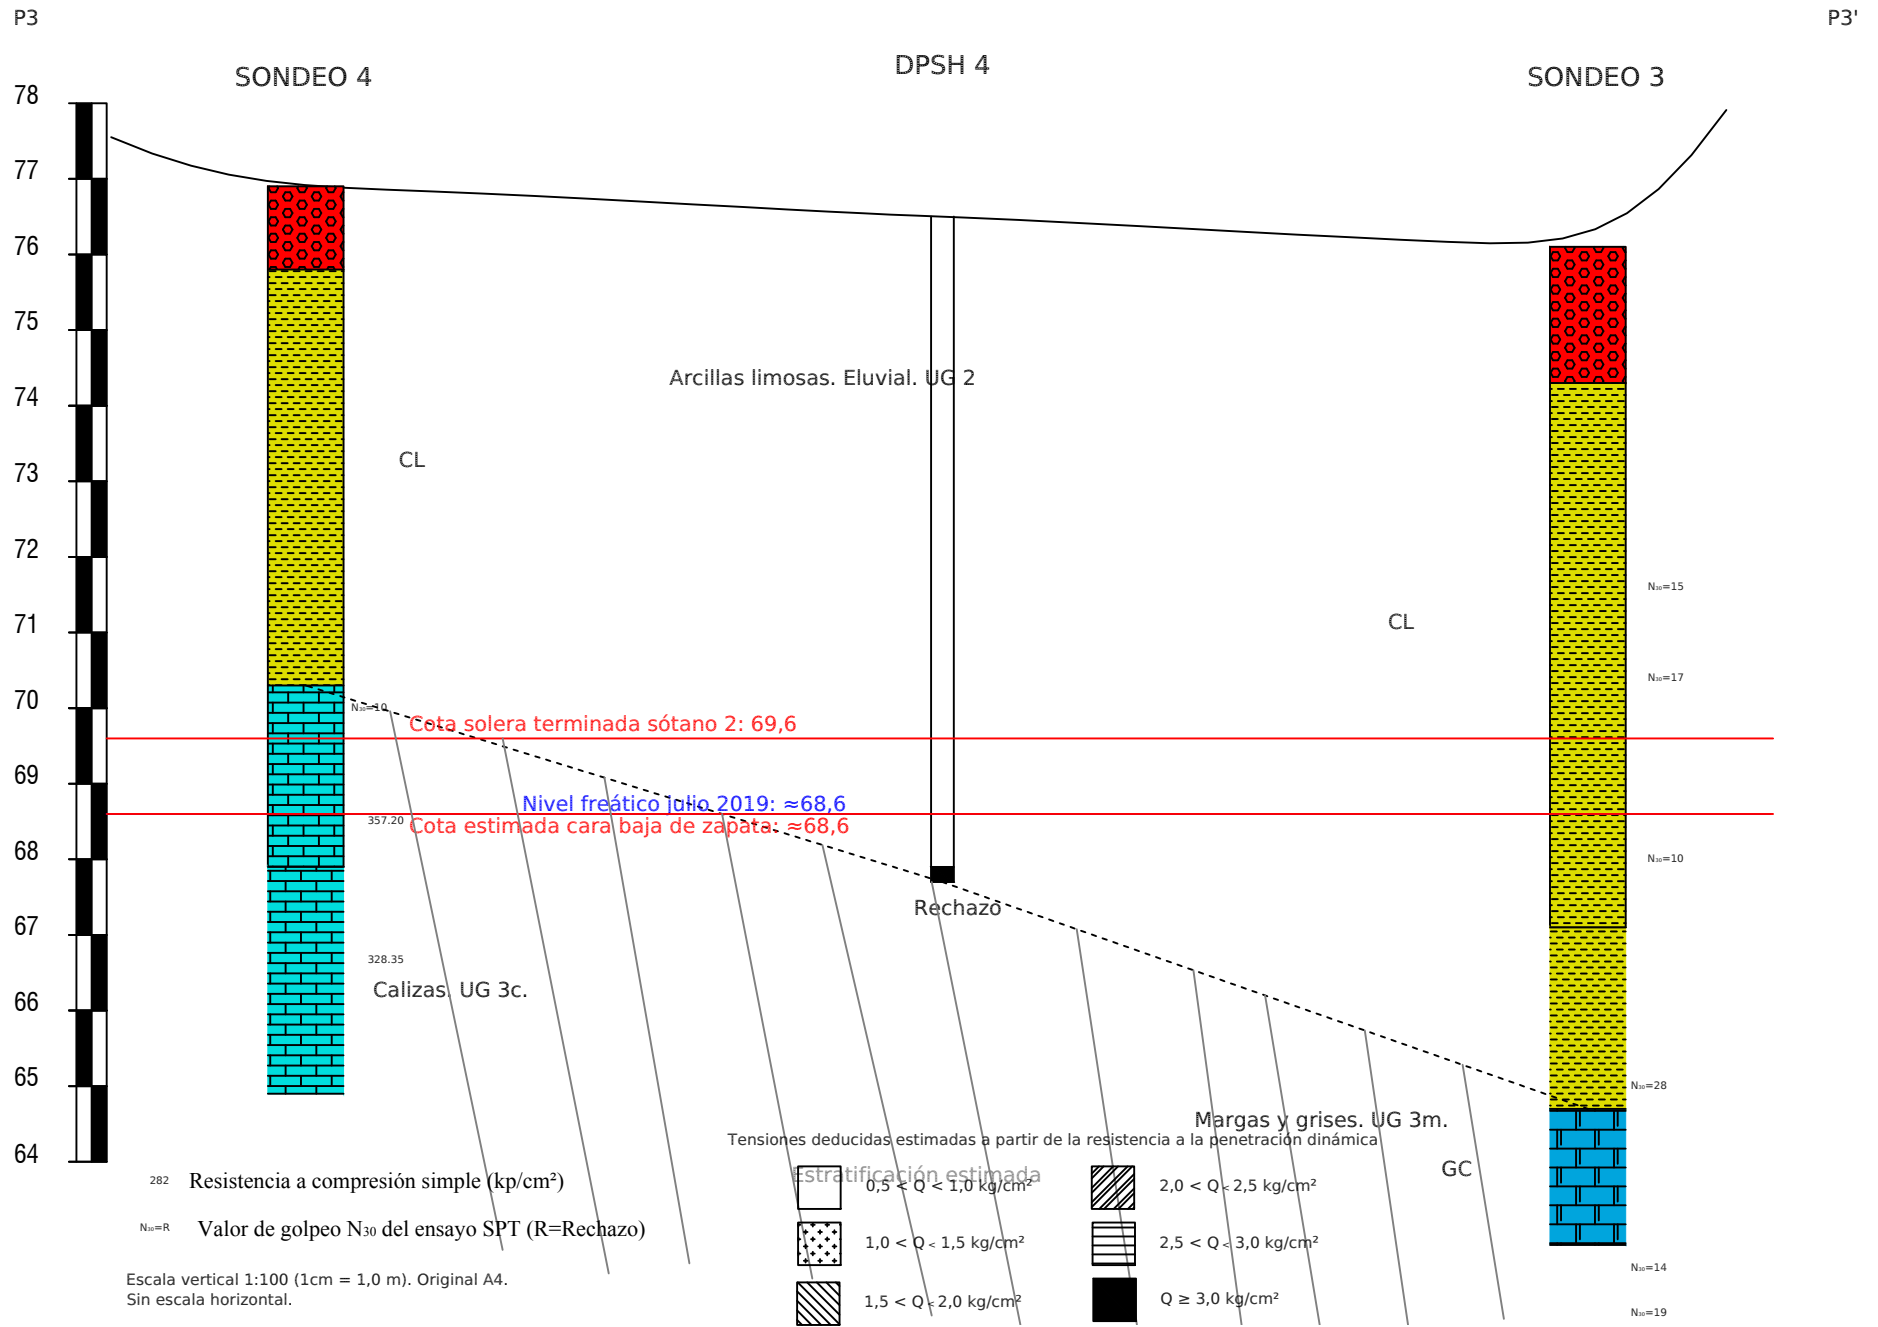 P3
P3'
SONDEO 4
DPSH 4
SONDEO 3
78
77
76
75
74
73
72
71
70
69
68
67
66
65
64
Arcillas limosas. Eluvial. UG 2
CL
N₃₀=15
CL
N₃₀=17
N₃₀=10
Cota solera terminada sótano 2: 69,6
Nivel freático julio 2019: ≈68,6
357.20
Cota estimada cara baja de zapata: ≈68,6
N₃₀=10
Rechazo
328.35
Calizas. UG 3c.
N₃₀=28
Margas y grises. UG 3m.
GC
N₃₀=14
N₃₀=19
Tensiones deducidas estimadas a partir de la resistencia a la penetración dinámica
Estratificación estimada
282 Resistencia a compresión simple (kp/cm²)
N₃₀=R Valor de golpeo N₃₀ del ensayo SPT (R=Rechazo)
0,5 < Q < 1,0 kg/cm²
2,0 < Q < 2,5 kg/cm²
1,0 < Q < 1,5 kg/cm²
2,5 < Q < 3,0 kg/cm²
1,5 < Q < 2,0 kg/cm²
Q ≥ 3,0 kg/cm²
Escala vertical 1:100 (1cm = 1,0 m). Original A4.
Sin escala horizontal.